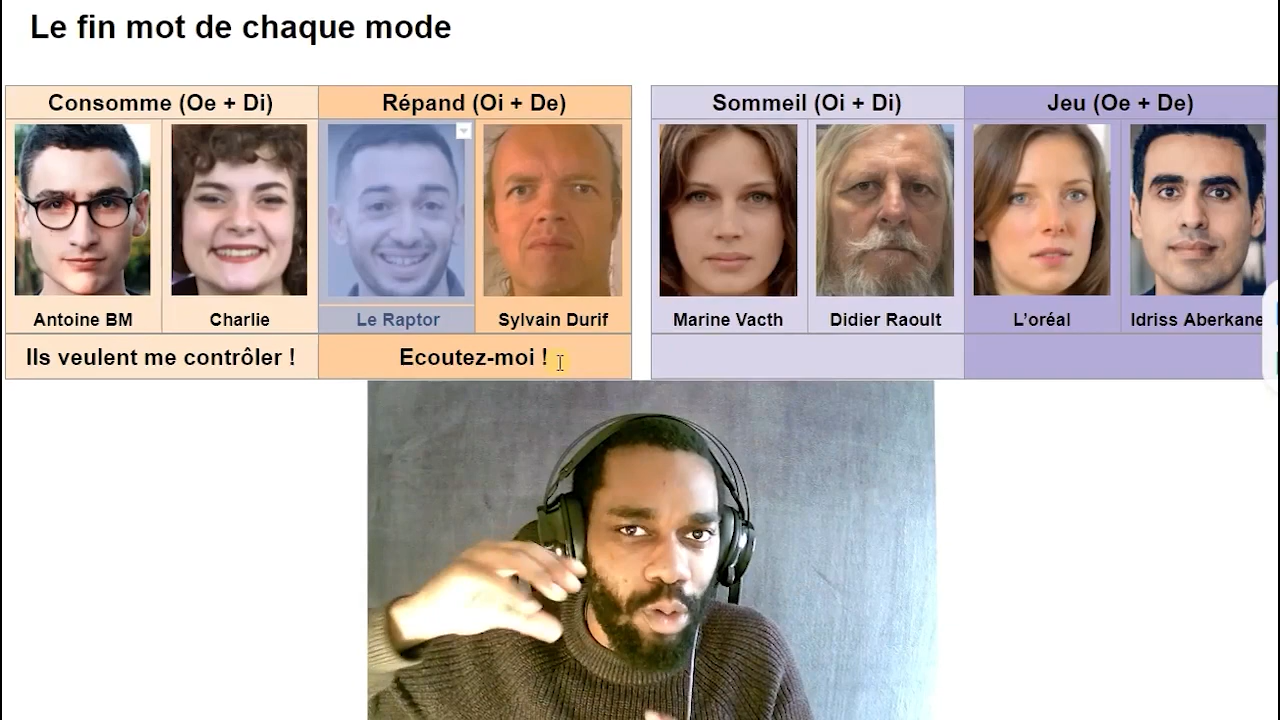 Le fin mot de chaque mode
Consomme (Oe + Di)
Répand (Oi + De)
Sommeil (Oi + Di)
Jeu (Oe + De)
Antoine BM
Charlie
Le Raptor
Sylvain Durif
Marine Vacth
Didier Raoult
L'oréal
Idriss Aberkane
Ils veulent me contrôler !
Ecoutez-moi !